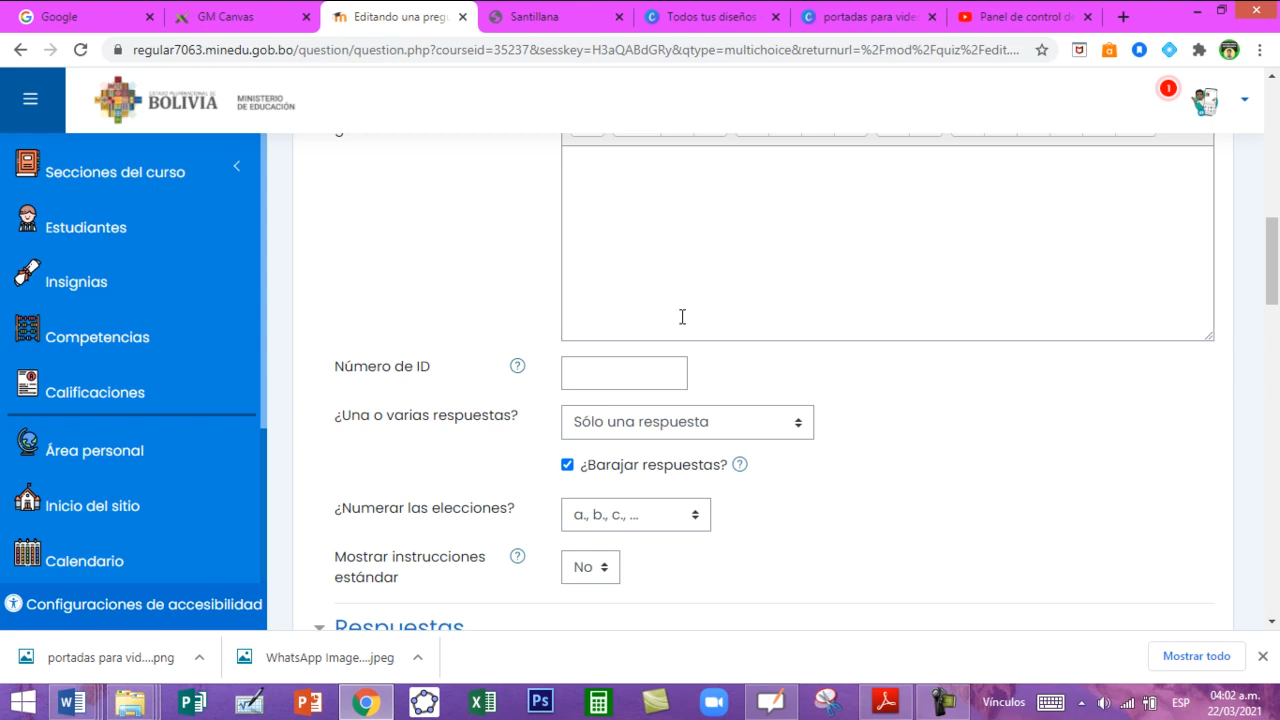 Google
GM Canvas
Editando una pregu
Santillana
Todos tus diseños
portadas para video
Panel de control de
regular7063.minedu.gob.bo/question/question.php?courseid=35237&sesskey=H3aQABdGRy&qtype=multichoice&returnurl=%2Fmod%2Fquiz%2Fedit....
ESTADO PLURINACIONAL DE
BOLIVIA
MINISTERIO
DE EDUCACIÓN
1
Secciones del curso
Estudiantes
Insignias
Competencias
Calificaciones
Área personal
Inicio del sitio
Calendario
Configuraciones de accesibilidad
Número de ID
¿Una o varias respuestas?
Sólo una respuesta
¿Barajar respuestas?
¿Numerar las elecciones?
a., b., c., ...
Mostrar instrucciones
estándar
No
Respuestas
portadas para vid....png
WhatsApp Image....jpeg
Mostrar todo
Vínculos
ESP
04:02 a.m.
22/03/2021